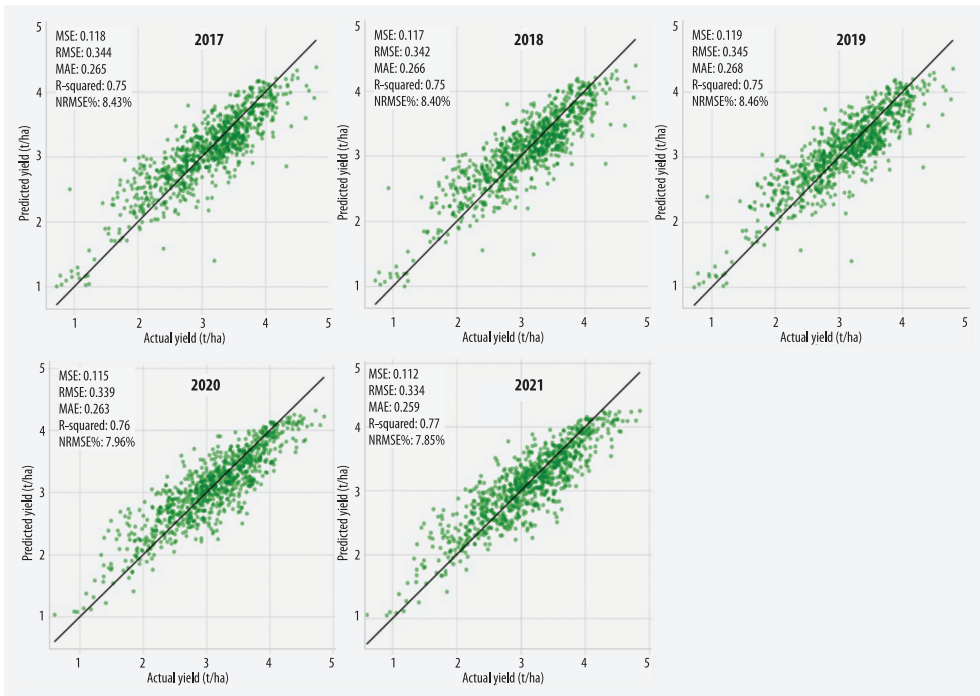 2017
MSE: 0.118
RMSE: 0.344
MAE: 0.265
R-squared: 0.75
NRMSE%: 8.43%
Predicted yield (t/ha)
5
4
3
2
1
1 2 3 4 5
Actual yield (t/ha)
2018
MSE: 0.117
RMSE: 0.342
MAE: 0.266
R-squared: 0.75
NRMSE%: 8.40%
Predicted yield (t/ha)
5
4
3
2
1
1 2 3 4 5
Actual yield (t/ha)
2019
MSE: 0.119
RMSE: 0.345
MAE: 0.268
R-squared: 0.75
NRMSE%: 8.46%
Predicted yield (t/ha)
5
4
3
2
1
1 2 3 4 5
Actual yield (t/ha)
2020
MSE: 0.115
RMSE: 0.339
MAE: 0.263
R-squared: 0.76
NRMSE%: 7.96%
Predicted yield (t/ha)
5
4
3
2
1
1 2 3 4 5
Actual yield (t/ha)
2021
MSE: 0.112
RMSE: 0.334
MAE: 0.259
R-squared: 0.77
NRMSE%: 7.85%
Predicted yield (t/ha)
5
4
3
2
1
1 2 3 4 5
Actual yield (t/ha)